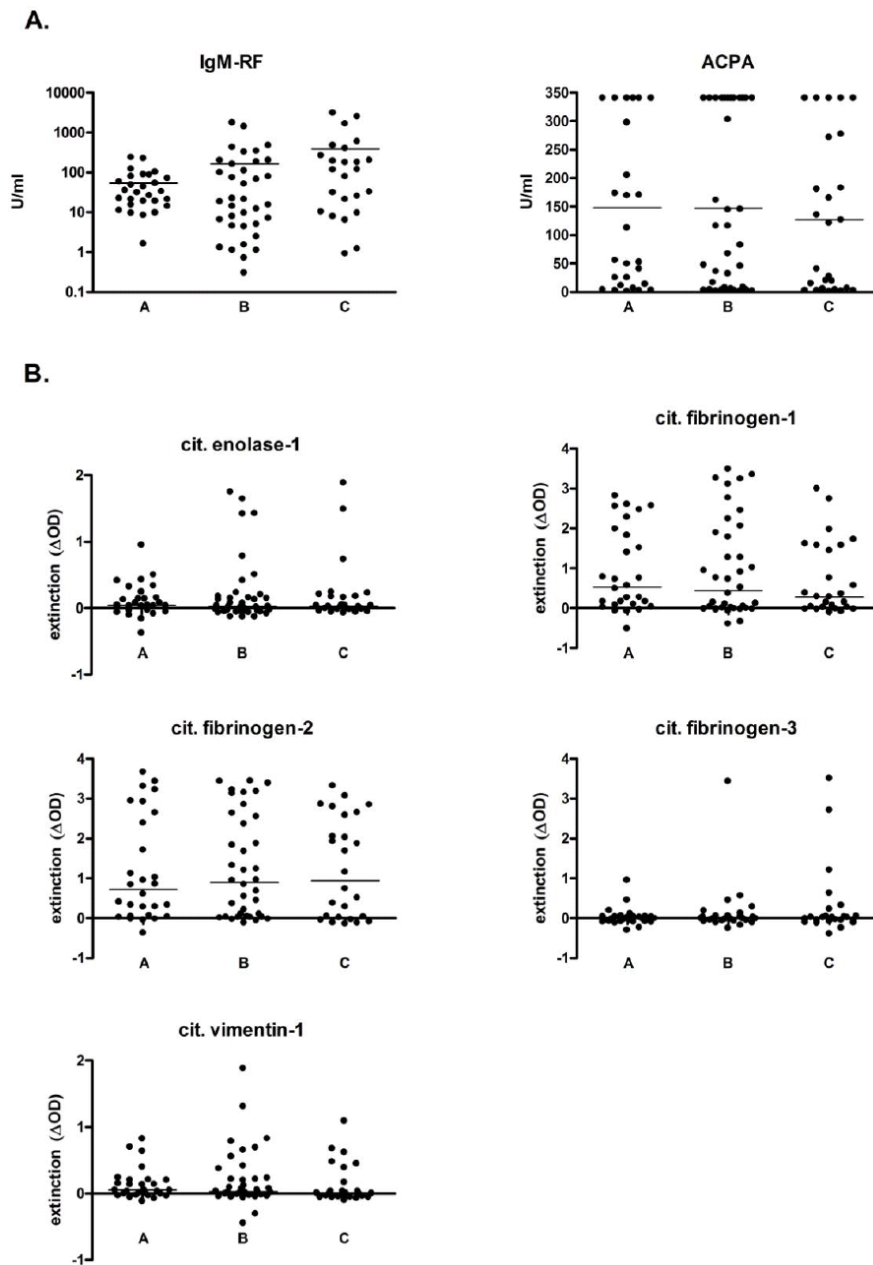 A.
IgM-RF
10000
1000
100
10
1
0.1
U/ml
A B C
ACPA
350
300
250
200
150
100
50
0
U/ml
A B C
B.
cit. enolase-1
2
1
0
-1
extinction (ΔOD)
A B C
cit. fibrinogen-1
4
3
2
1
0
-1
extinction (ΔOD)
A B C
cit. fibrinogen-2
4
3
2
1
0
-1
extinction (ΔOD)
A B C
cit. fibrinogen-3
4
3
2
1
0
-1
extinction (ΔOD)
A B C
cit. vimentin-1
2
1
0
-1
extinction (ΔOD)
A B C